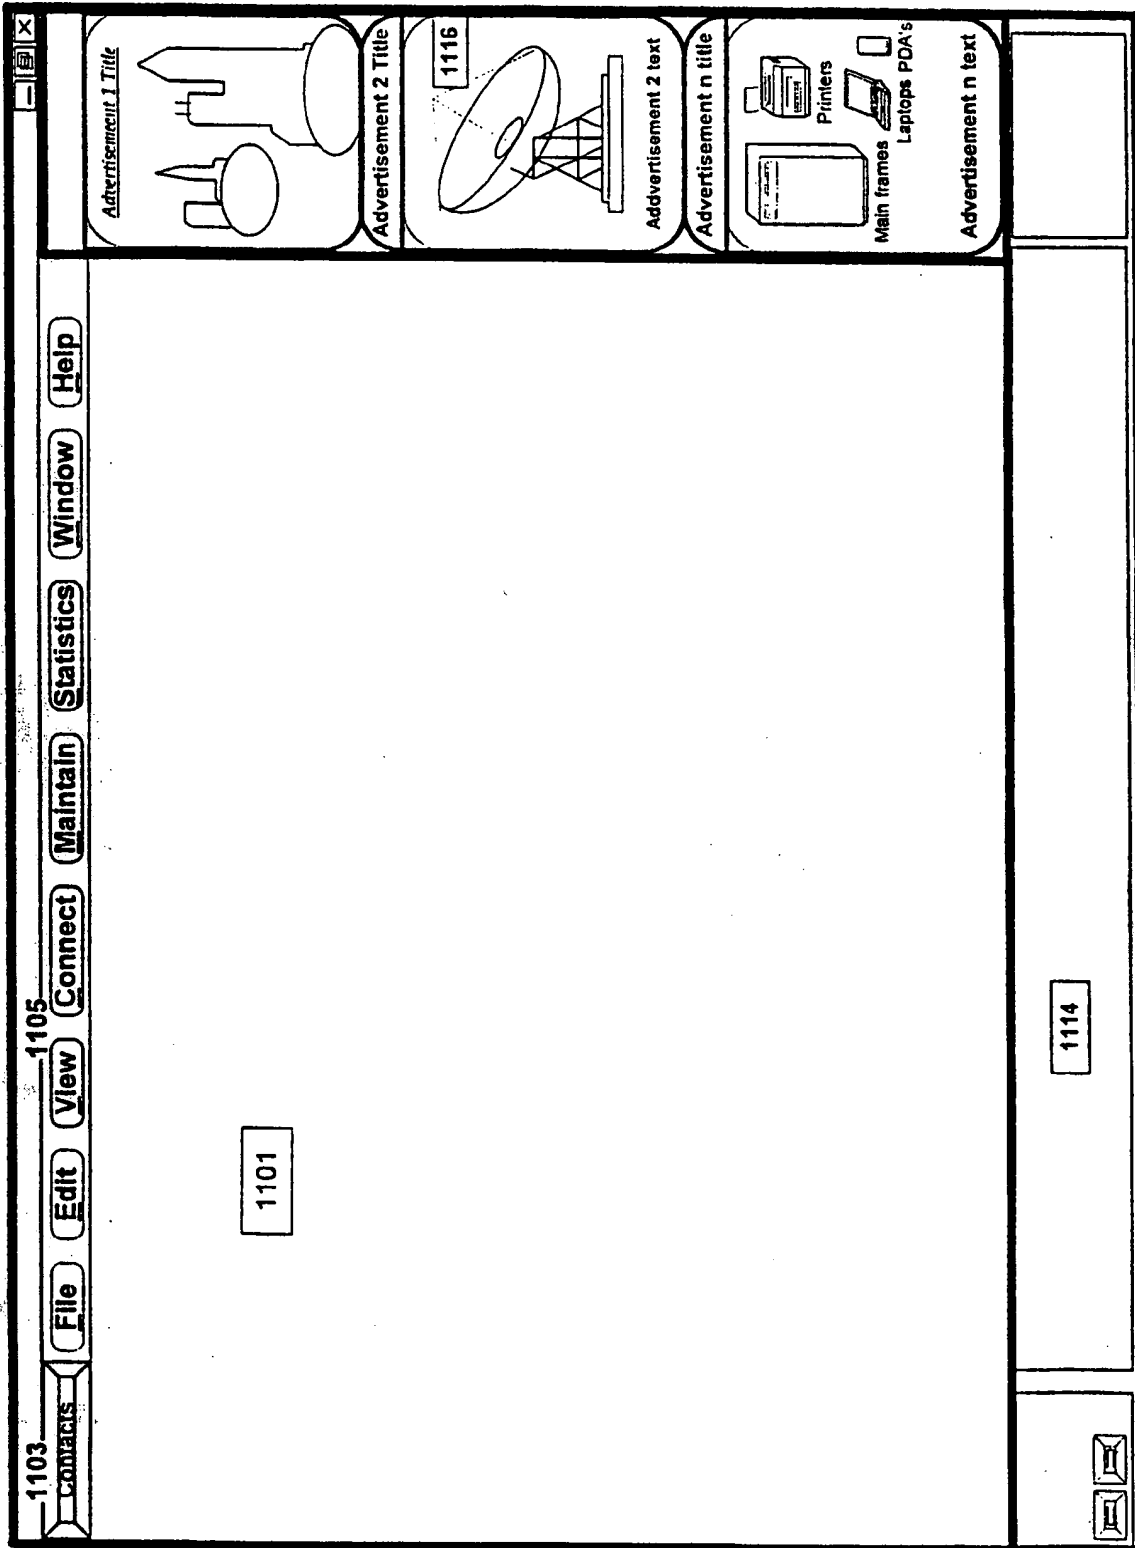 1103
1105
Contacts File Edit View Connect Maintain Statistics Window Help
Advertisemecnt 1 Title
Advertisement 2 Title
1116
Addvertisement 2 text
Advertisement n title
Printers
Main frames
Laptops PDA's
Advertisement n text
1101
1114